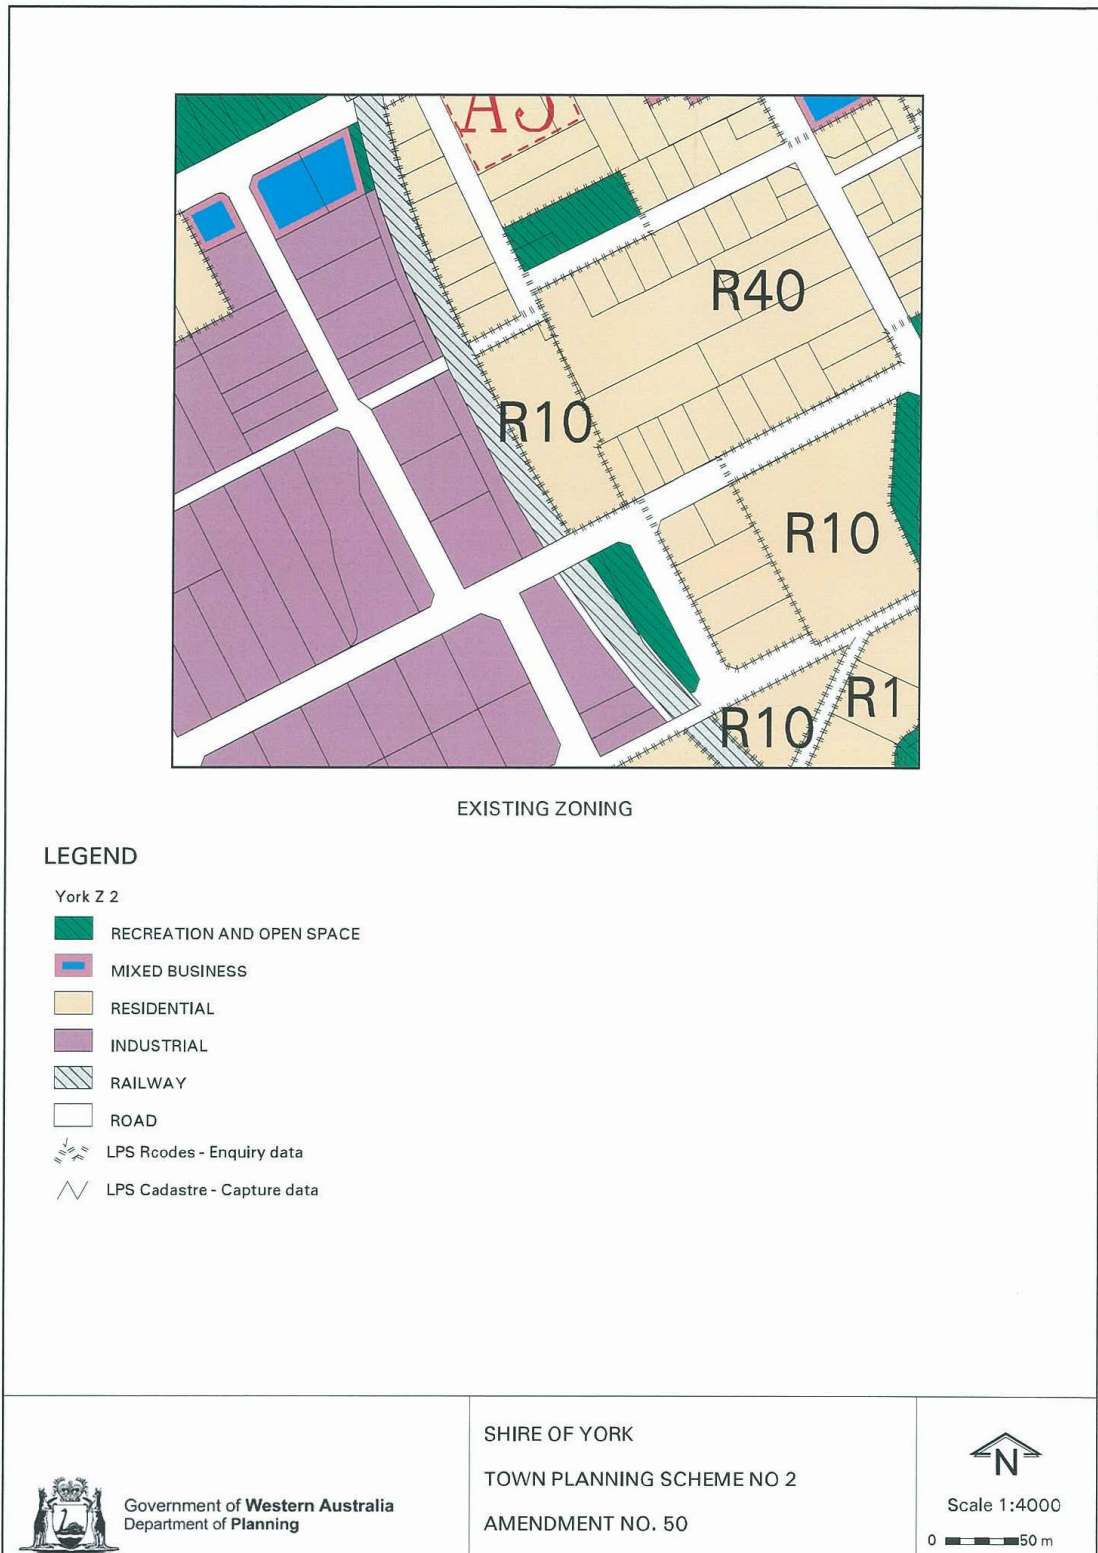 A5
R40
R10
R10
R10
R1
EXISTING ZONING
LEGEND
York Z 2
RECREATION AND OPEN SPACE
MIXED BUSINESS
RESIDENTIAL
INDUSTRIAL
RAILWAY
ROAD
LPS Rcodes - Enquiry data
LPS Cadastre - Capture data
Government of Western Australia
Department of Planning
SHIRE OF YORK
TOWN PLANNING SCHEME NO 2
AMENDMENT NO. 50
N
Scale 1:4000
0 50 m